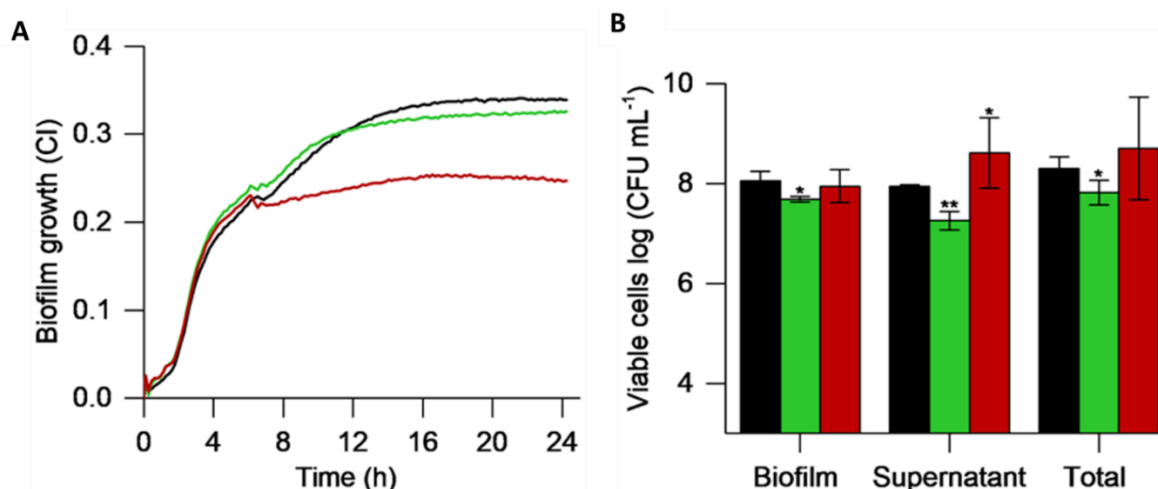 A
Biofilm growth (CI)
0.4
0.3
0.2
0.1
0.0
0 4 8 12 16 20 24
Time (h)
B
Viable cells log (CFU mL⁻¹)
10
8
6
4
* ** * *
Biofilm Supernatant Total